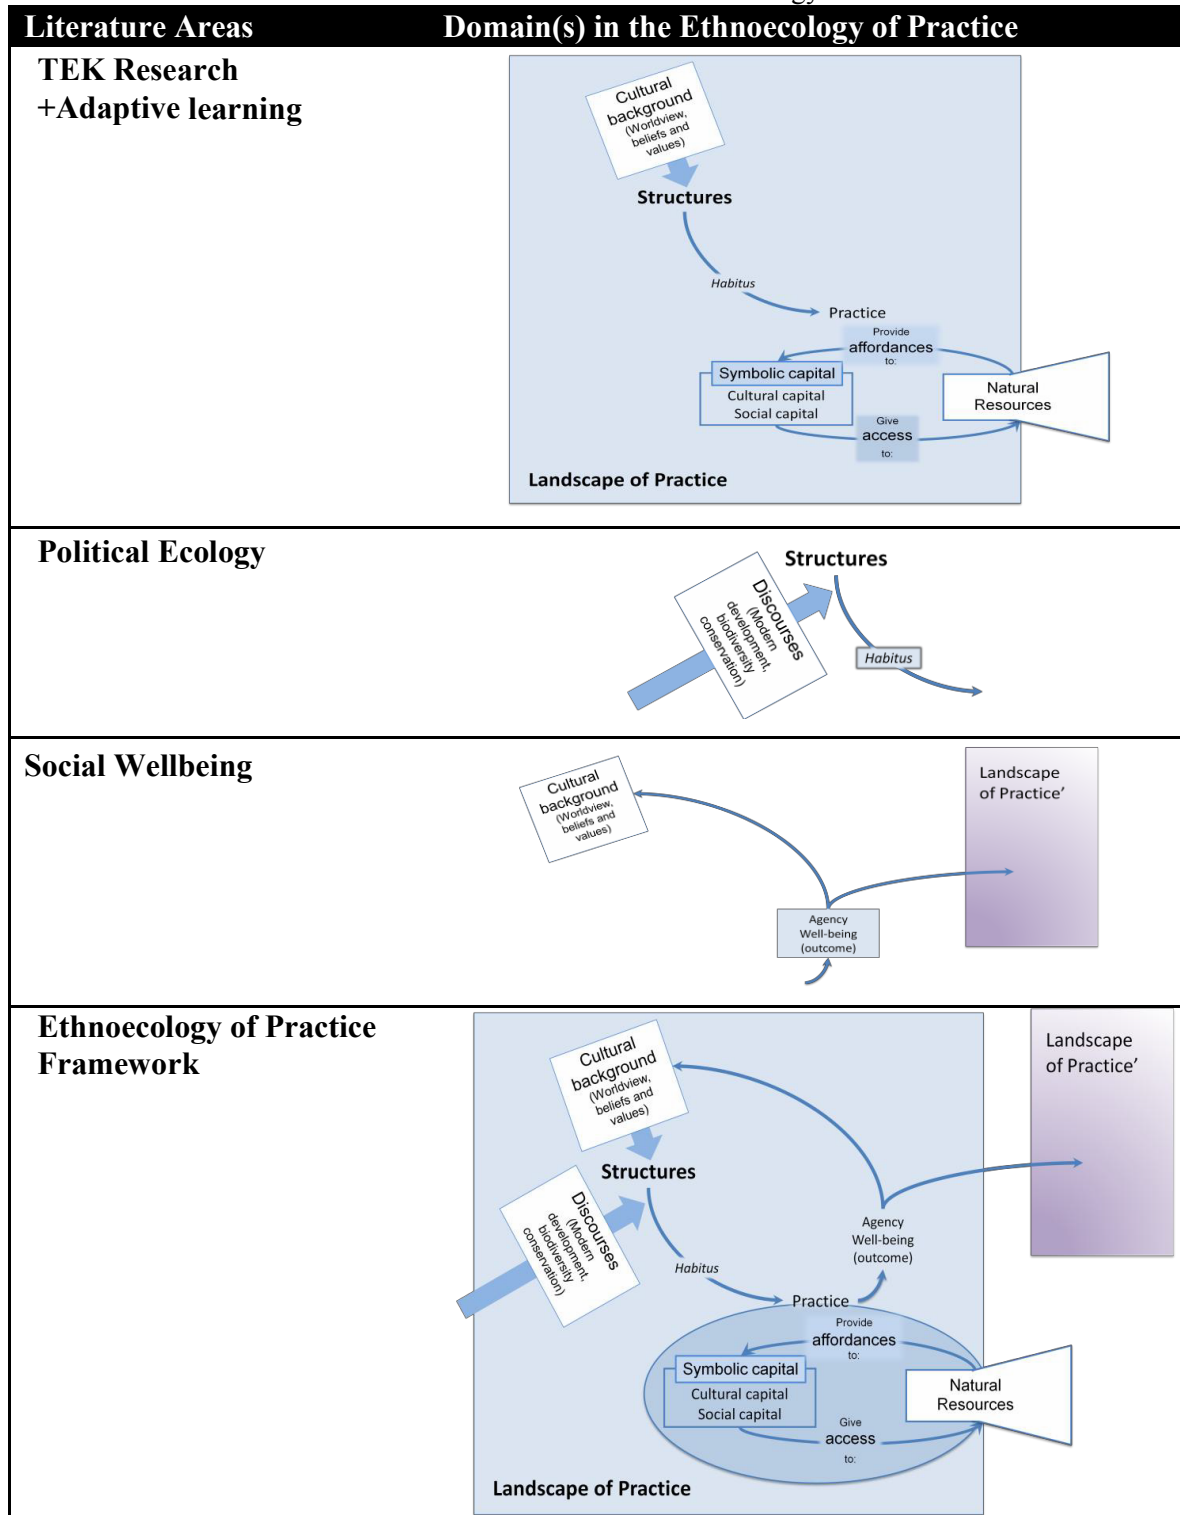 Literature Areas
Domain(s) in the Ethnoecology of Practice
TEK Research
+Adaptive learning
Cultural
background
(Worldview,
beliefs and
values)
Structures
Habitus
Practice
Provide
affordances
to:
Symbolic capital
Cultural capital
Social capital
Natural
Resources
Give
access
to:
Landscape of Practice
Political Ecology
Structures
Discourses
(Modern
development,
biodiversity
conservation)
Habitus
Social Wellbeing
Cultural
background
(Worldview,
beliefs and
values)
Landscape
of Practice’
Agency
Well-being
(outcome)
Ethnoecology of Practice
Framework
Cultural
background
(Worldview,
beliefs and
values)
Landscape
of Practice’
Structures
Discourses
(Modern
development,
biodiversity
conservation)
Agency
Well-being
(outcome)
Habitus
Practice
Provide
affordances
to:
Symbolic capital
Cultural capital
Social capital
Natural
Resources
Give
access
to:
Landscape of Practice